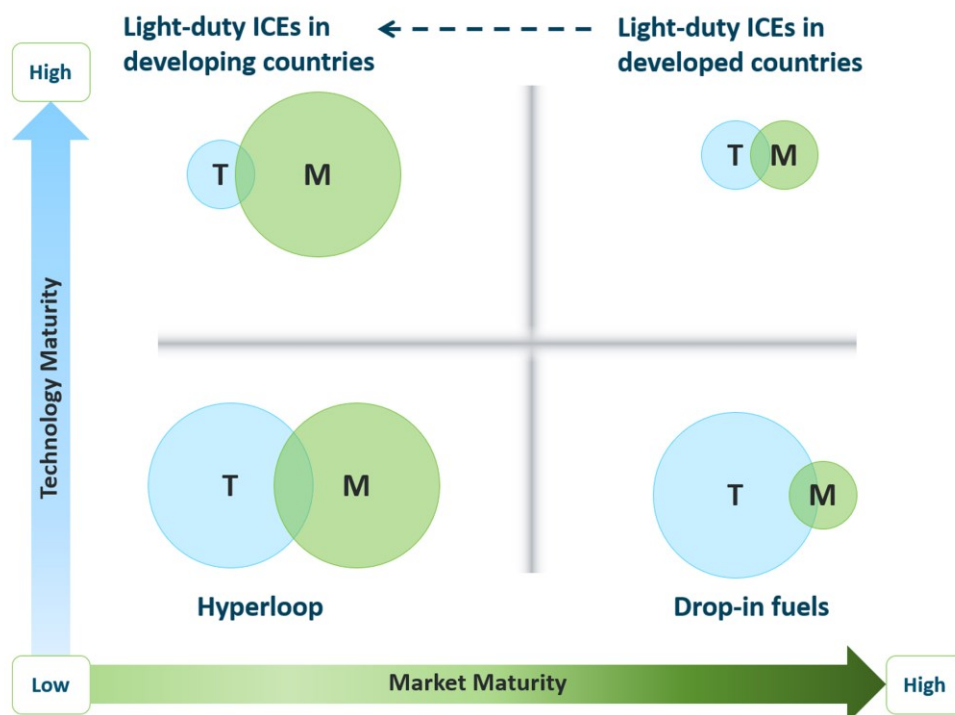 Light-duty ICEs in
developing countries
Light-duty ICEs in
developed countries
High
T
M
T
M
Technology Maturity
T
M
T
M
Hyperloop
Drop-in fuels
Low
Market Maturity
High